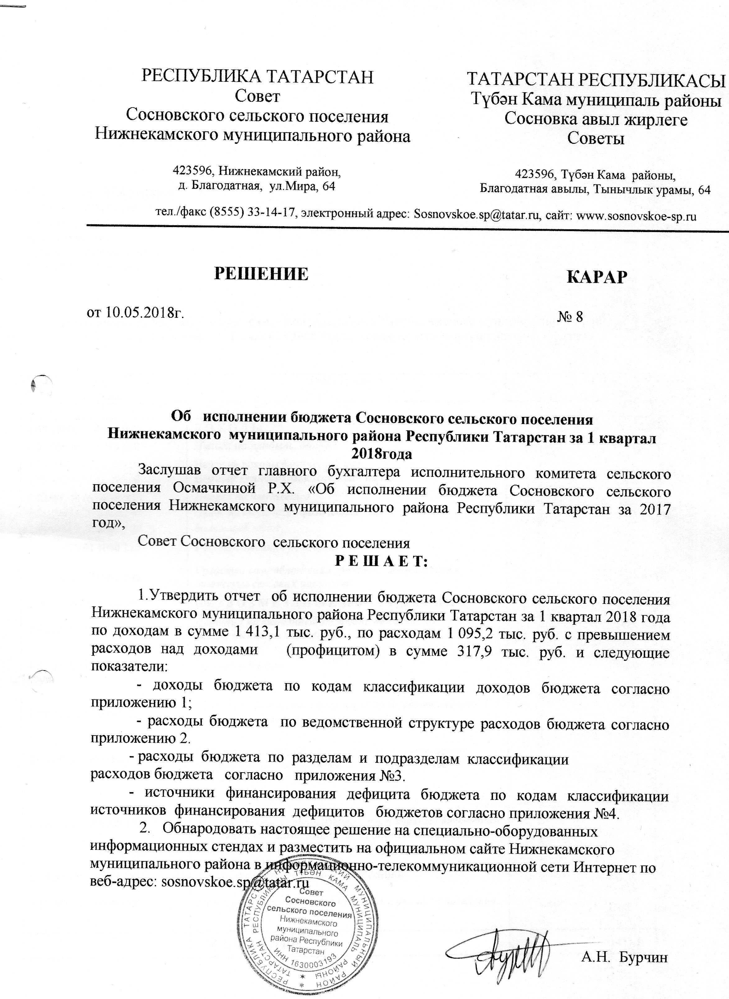 РЕСПУБЛИКА ТАТАРСТАН
Совет
Сосновского сельского поселения
Нижнекамского муниципального района
423596, Нижнекамский район,
д. Благодатная, ул.Мира, 64
ТАТАРСТАН РЕСПУБЛИКАСЫ
Түбән Кама муниципаль районы
Сосновка авыл жирлеге
Советы
423596, Түбән Кама районы,
Благодатная авылы, Тынычлык урамы, 64
тел./факс (8555) 33-14-17, электронный адрес: Sosnovskoe.sp@tatar.ru, сайт: www.sosnovskoe-sp.ru
РЕШЕНИЕ
КАРАР
от 10.05.2018г.
№ 8
Об исполнении бюджета Сосновского сельского поселения
Нижнекамского муниципального района Республики Татарстан за 1 квартал
2018года
Заслушав отчет главного бухгалтера исполнительного комитета сельского
поселения Осмачкиной Р.Х. «Об исполнении бюджета Сосновского сельского
поселения Нижнекамского муниципального района Республики Татарстан за 2017
год»,
Совет Сосновского сельского поселения
Р Е Ш А Е Т:
1.Утвердить отчет об исполнении бюджета Сосновского сельского поселения
Нижнекамского муниципального района Республики Татарстан за 1 квартал 2018 года
по доходам в сумме 1 413,1 тыс. руб., по расходам 1 095,2 тыс. руб. с превышением
расходов над доходами (профицитом) в сумме 317,9 тыс. руб. и следующие
показатели:
- доходы бюджета по кодам классификации доходов бюджета согласно
приложению 1;
- расходы бюджета по ведомственной структуре расходов бюджета согласно
приложению 2.
- расходы бюджета по разделам и подразделам классификации
расходов бюджета согласно приложения №3.
- источники финансирования дефицита бюджета по кодам классификации
источников финансирования дефицитов бюджетов согласно приложения №4.
2. Обнародовать настоящее решение на специально-оборудованных
информационных стендах и разместить на официальном сайте Нижнекамского
муниципального района в информационно-телекоммуникационной сети Интернет по
веб-адрес: sosnovskoe.sp@tatar.ru
РЕСПУБЛИКА ТАТАРСТАН НИЖНЕКАМСКИЙ МУНИЦИПАЛЬНЫЙ РАЙОН
ТАТАРСТАН РЕСПУБЛИКАСЫ ТҮБӘН КАМА МУНИЦИПАЛЬ РАЙОНЫ
Совет
Сосновского
сельского поселения
Нижнекамского
муниципального
района Республики
Татарстан
ИНН 1630003193
А.Н. Бурчин